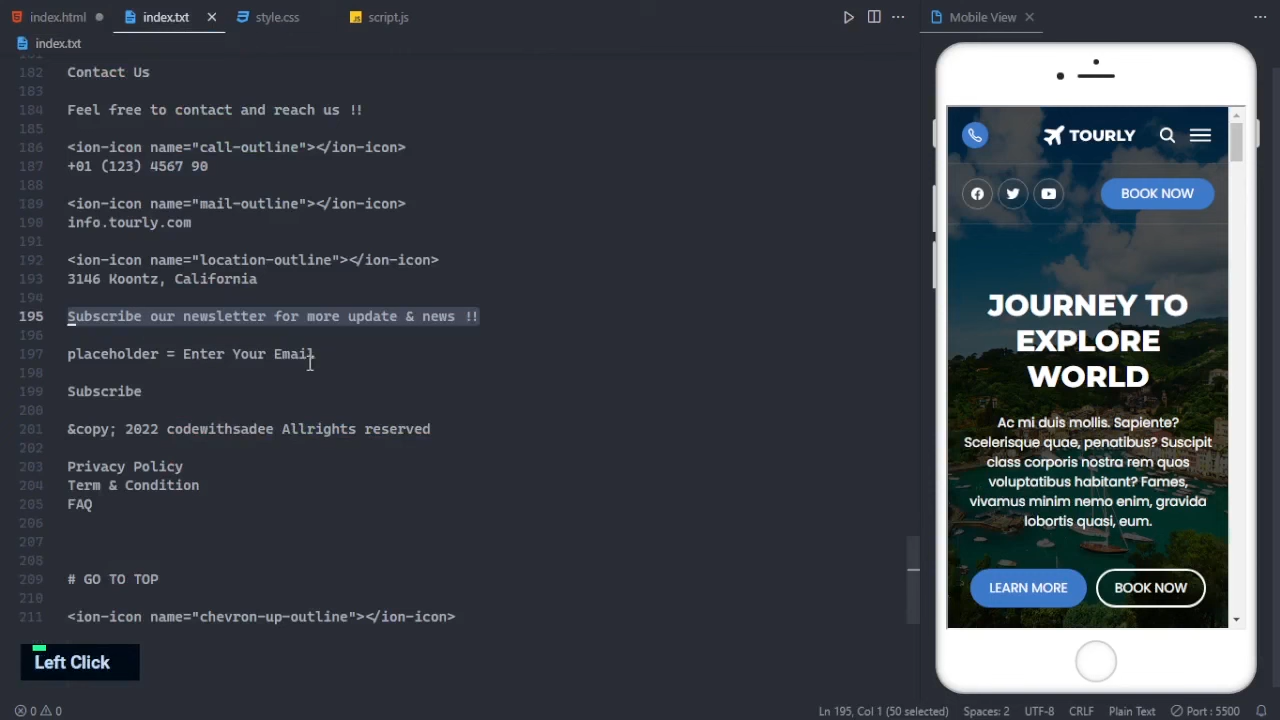 index.html
index.txt
style.css
script.js
Mobile View
index.txt
182 Contact Us
183
184 Feel free to contact and reach us !!
185
186 <ion-icon name="call-outline"></ion-icon>
187 +01 (123) 4567 90
188
189 <ion-icon name="mail-outline"></ion-icon>
190 info.tourly.com
191
192 <ion-icon name="location-outline"></ion-icon>
193 3146 Koontz, California
194
195 Subscribe our newsletter for more update & news !!
196
197 placeholder = Enter Your Email
198
199 Subscribe
200
201 &copy; 2022 codewithsadee Allrights reserved
202
203 Privacy Policy
204 Term & Condition
205 FAQ
206
207
208
209 # GO TO TOP
210
211 <ion-icon name="chevron-up-outline"></ion-icon>
Left Click
TOURLY
BOOK NOW
JOURNEY TO
EXPLORE
WORLD
Ac mi duis mollis. Sapiente?
Scelerisque quae, penatibus? Suscipit
class corporis nostra rem quos
voluptatibus habitant? Fames,
vivamus minim nemo enim, gravida
lobortis quasi, eum.
LEARN MORE
BOOK NOW
0 0
Ln 195, Col 1 (50 selected)
Spaces: 2
UTF-8
CRLF
Plain Text
Port : 5500